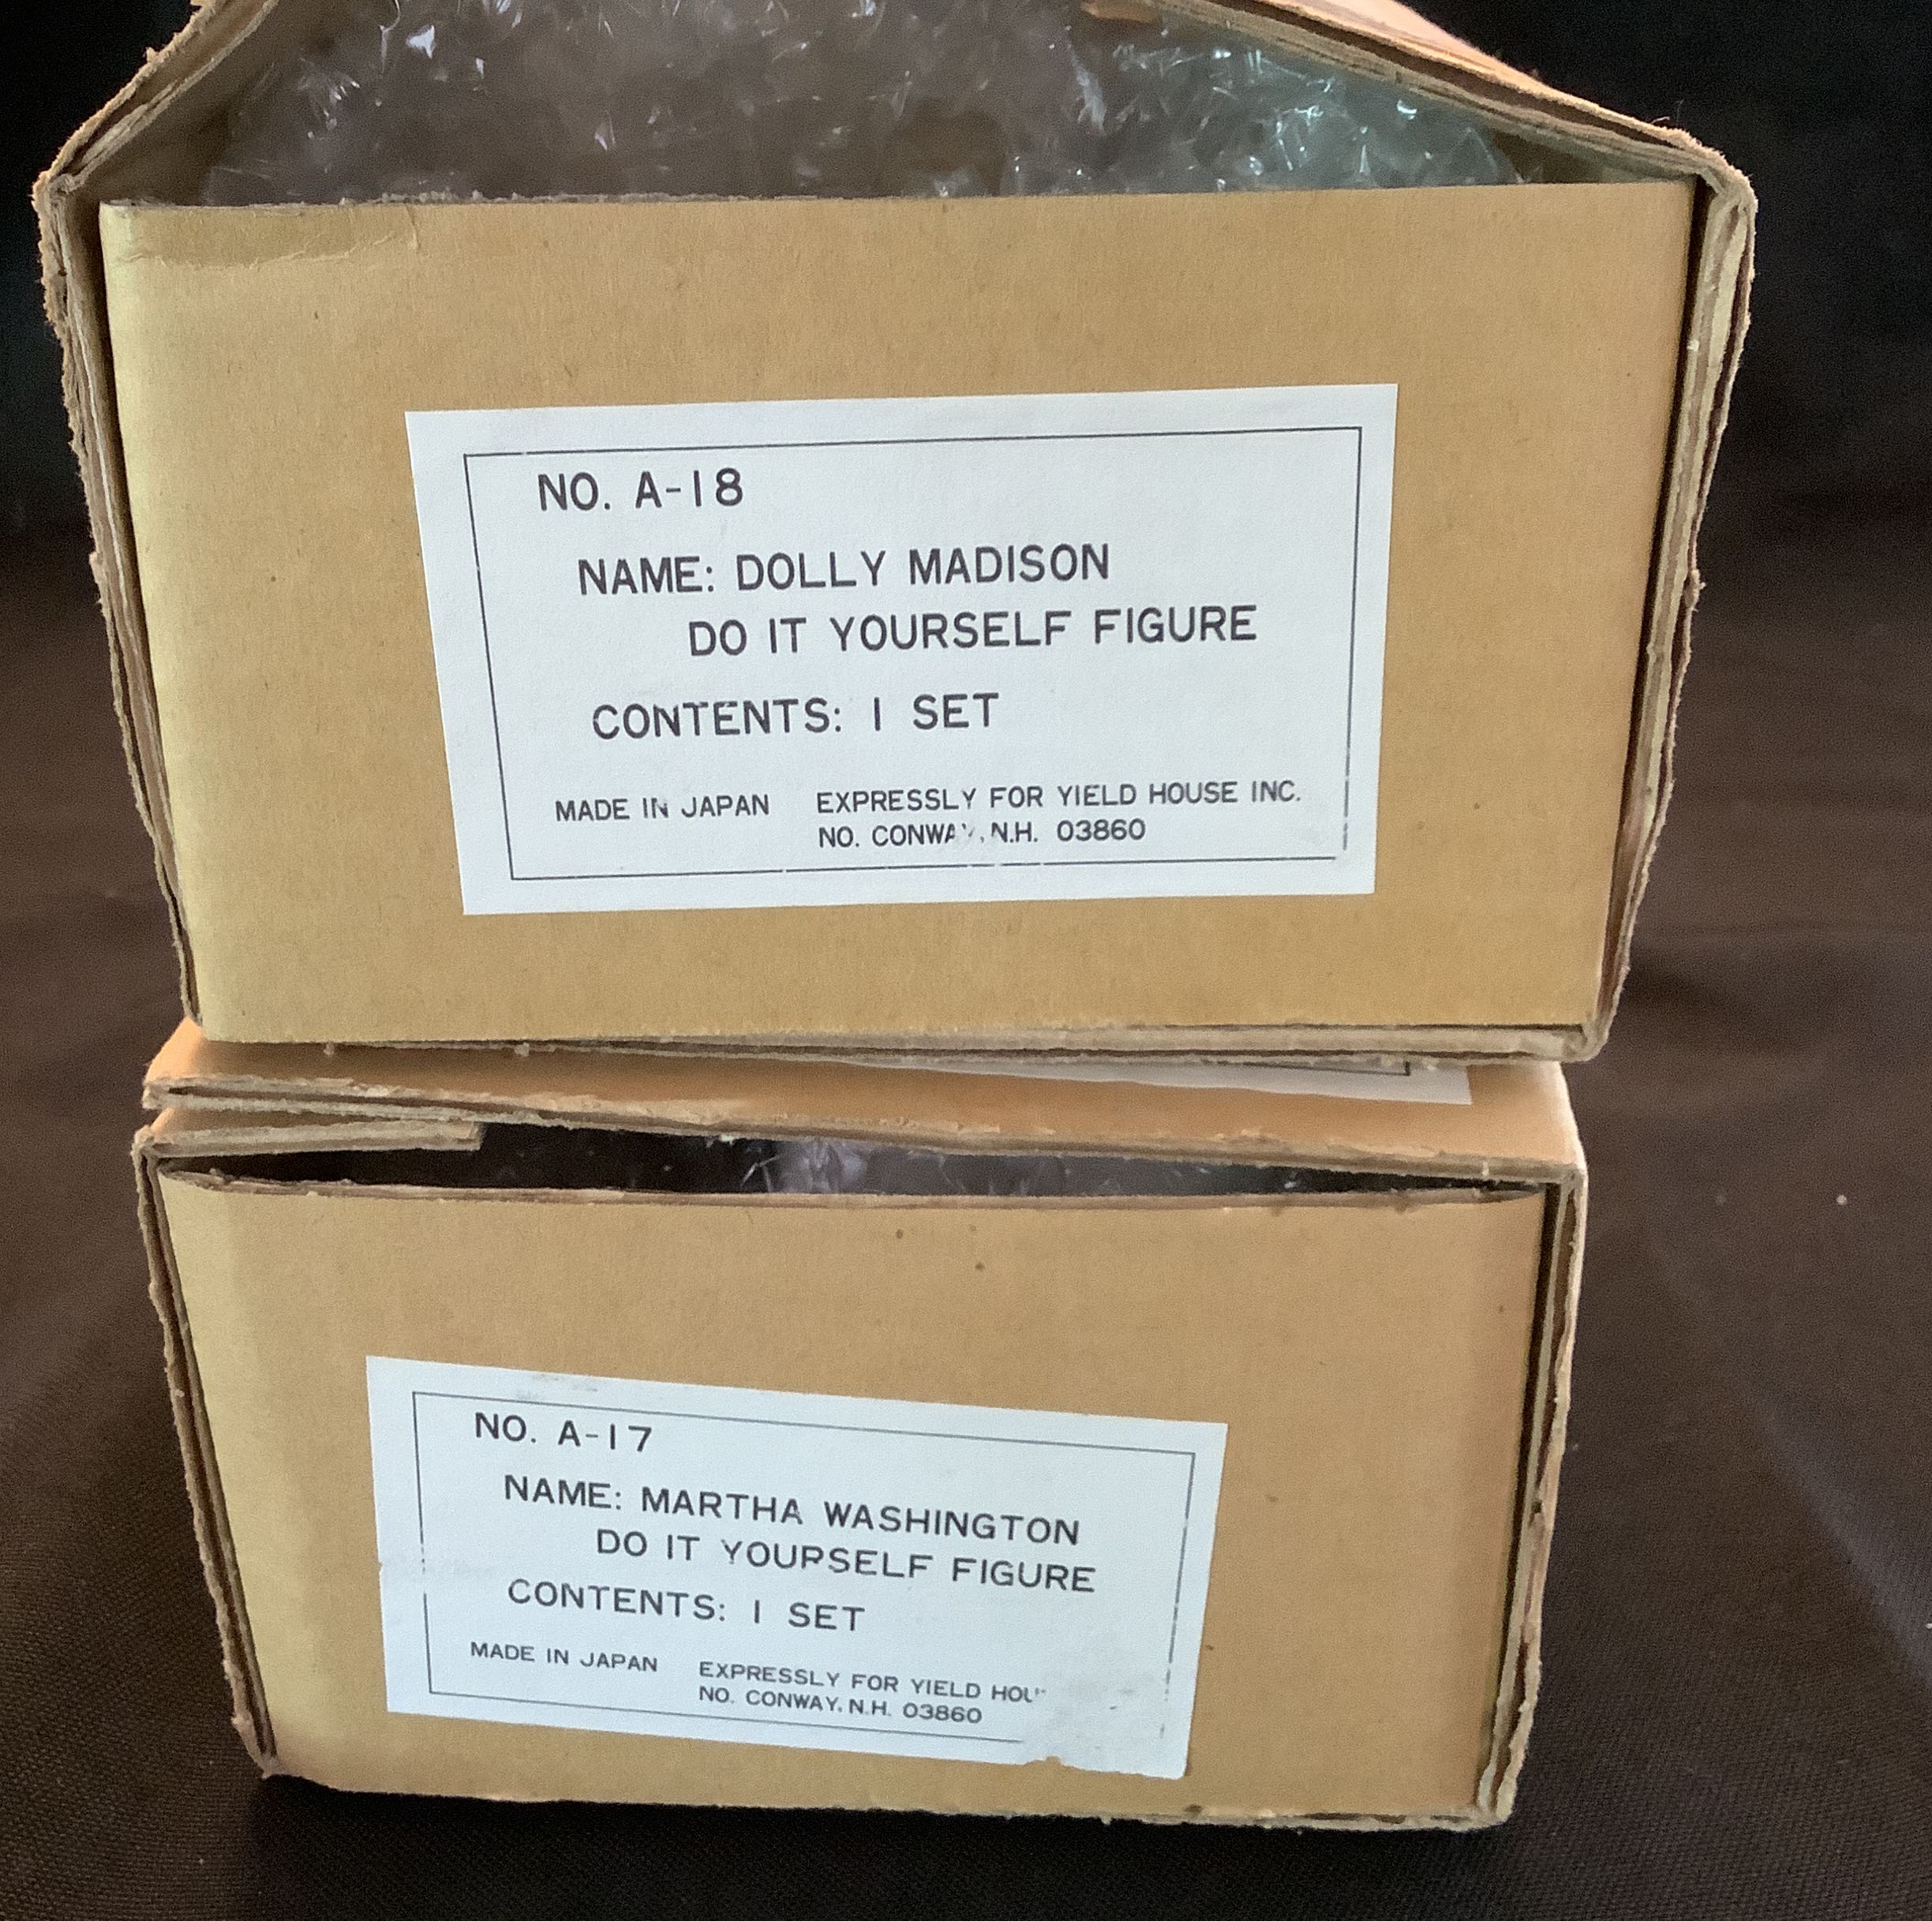 NO. A-18
NAME: DOLLY MADISON
DO IT YOURSELF FIGURE
CONTENTS: 1 SET
MADE IN JAPAN EXPRESSLY FOR YIELD HOUSE INC.
NO. CONWAY, N.H. 03860
NO. A-17
NAME: MARTHA WASHINGTON
DO IT YOURSELF FIGURE
CONTENTS: 1 SET
MADE IN JAPAN EXPRESSLY FOR YIELD
NO. CONWAY, N.H. 03860